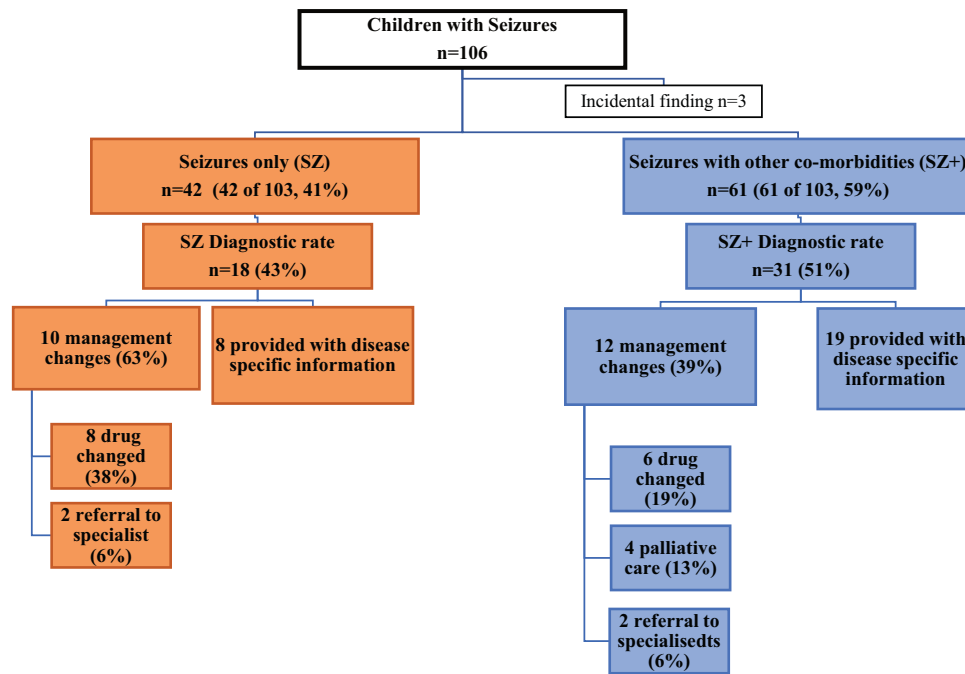 Children with Seizures
n=106
Incidental finding n=3
Seizures only (SZ)
n=42 (42 of 103, 41%)
Seizures with other co-morbidities (SZ+)
n=61 (61 of 103, 59%)
SZ Diagnostic rate
n=18 (43%)
SZ+ Diagnostic rate
n=31 (51%)
10 management
changes (63%)
8 provided with disease
specific information
12 management
changes (39%)
19 provided with
disease specific
information
8 drug
changed
(38%)
2 referral to
specialist
(6%)
6 drug
changed
(19%)
4 palliative
care (13%)
2 referral to
specialisedts
(6%)